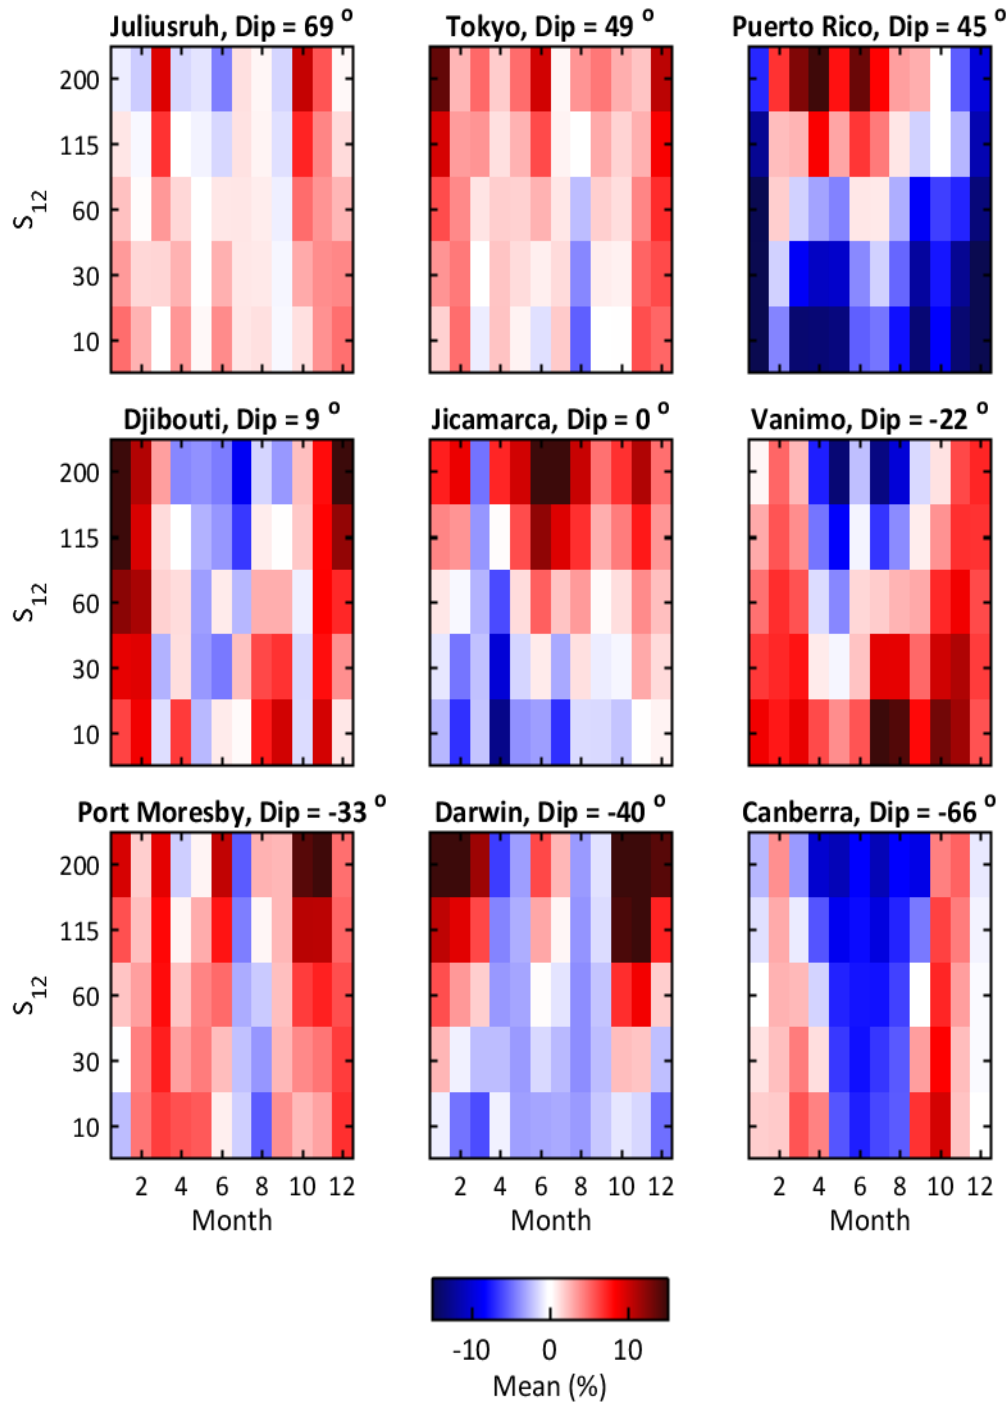 Juliusruh, Dip = 69 °
Tokyo, Dip = 49 °
Puerto Rico, Dip = 45 °
200
115
60
30
10
S12
Djibouti, Dip = 9 °
Jicamarca, Dip = 0 °
Vanimo, Dip = -22 °
200
115
60
30
10
S12
Port Moresby, Dip = -33 °
Darwin, Dip = -40 °
Canberra, Dip = -66 °
200
115
60
30
10
S12
2 4 6 8 10 12
2 4 6 8 10 12
2 4 6 8 10 12
Month
Month
Month
-10 0 10
Mean (%)